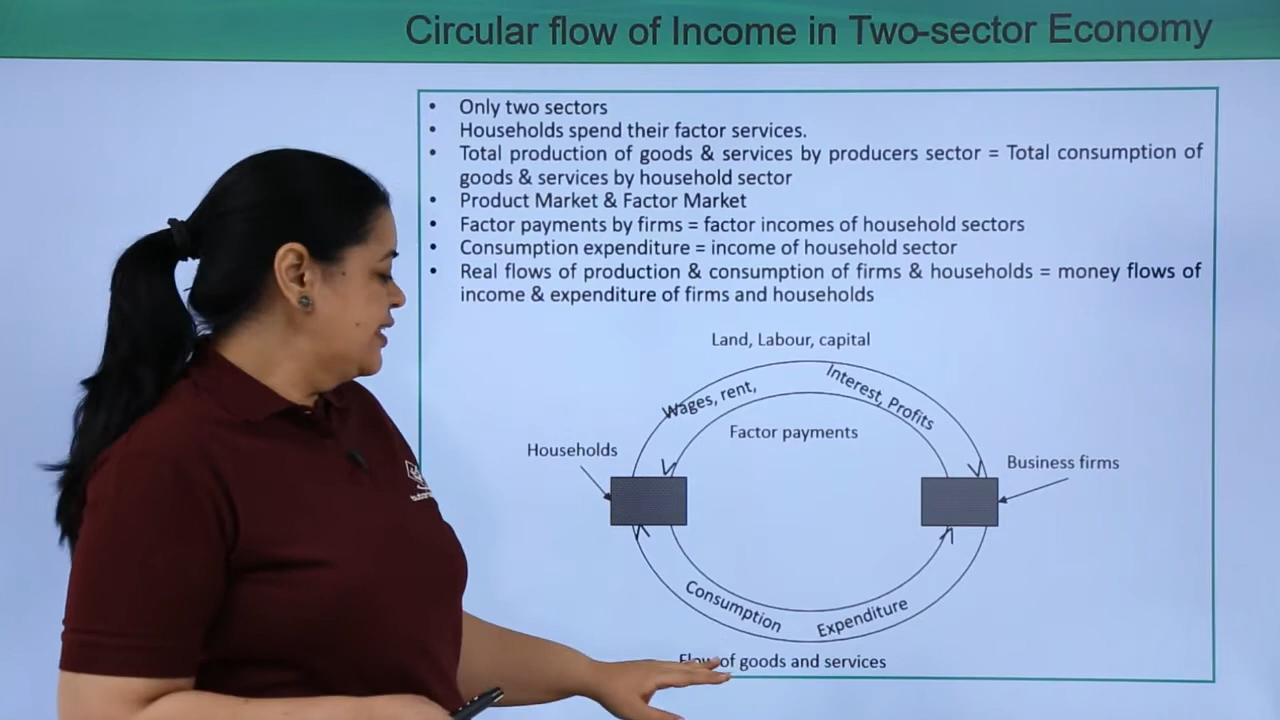 Circular flow of Income in Two-sector Economy
• Only two sectors
• Households spend their factor services.
• Total production of goods & services by producers sector = Total consumption of
goods & services by household sector
• Product Market & Factor Market
• Factor payments by firms = factor incomes of household sectors
• Consumption expenditure = income of household sector
• Real flows of production & consumption of firms & households = money flows of
income & expenditure of firms and households
Land, Labour, capital
Wages, rent, Interest, Profits
Factor payments
Households
Business firms
Consumption Expenditure
Flow of goods and services